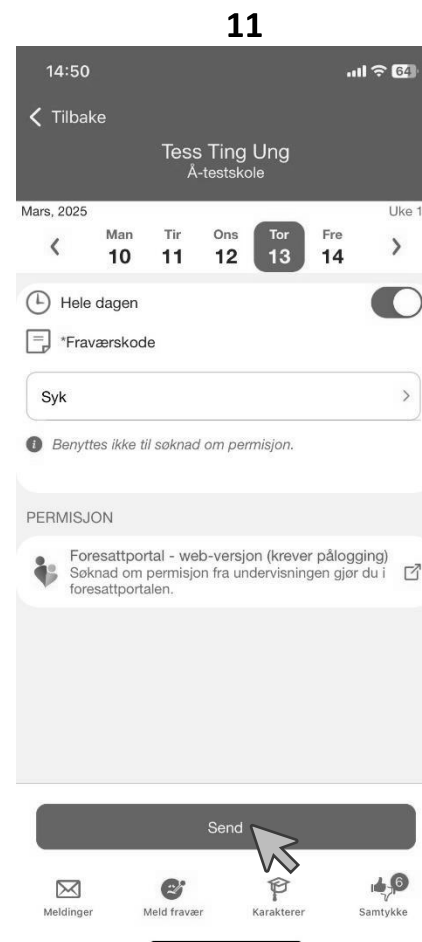 11
14:50
64
Tilbake
Tess Ting Ung
Å-testskole
Mars, 2025 Uke 1
Man Tir Ons Tor Fre
10 11 12 13 14
Hele dagen
*Fraværskode
Syk
Benyttes ikke til søknad om permisjon.
PERMISJON
Foresattportal - web-versjon (krever pålogging)
Søknad om permisjon fra undervisningen gjør du i
foresattportalen.
Send
6
Meldinger Meld fravær Karakterer Samtykke